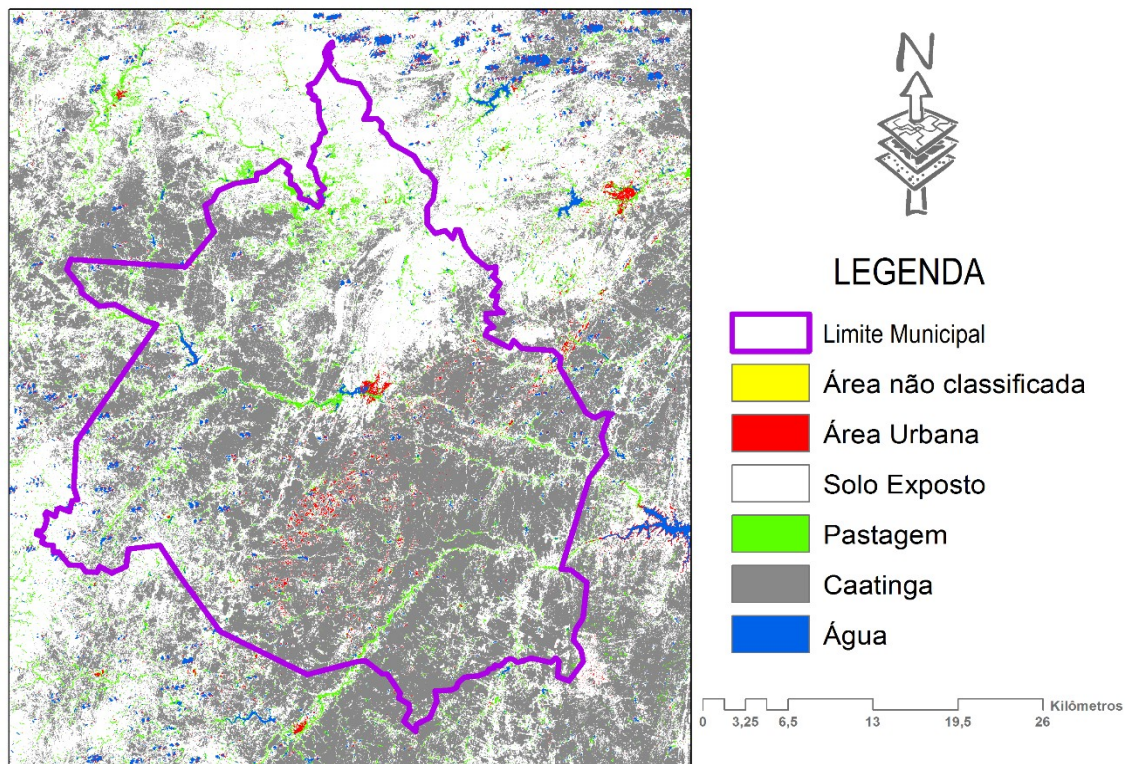 N
LEGENDA
Limite Municipal
Área não classificada
Área Urbana
Solo Exposto
Pastagem
Caatinga
Água
Kilômetros
0 3,25 6,5 13 19,5 26